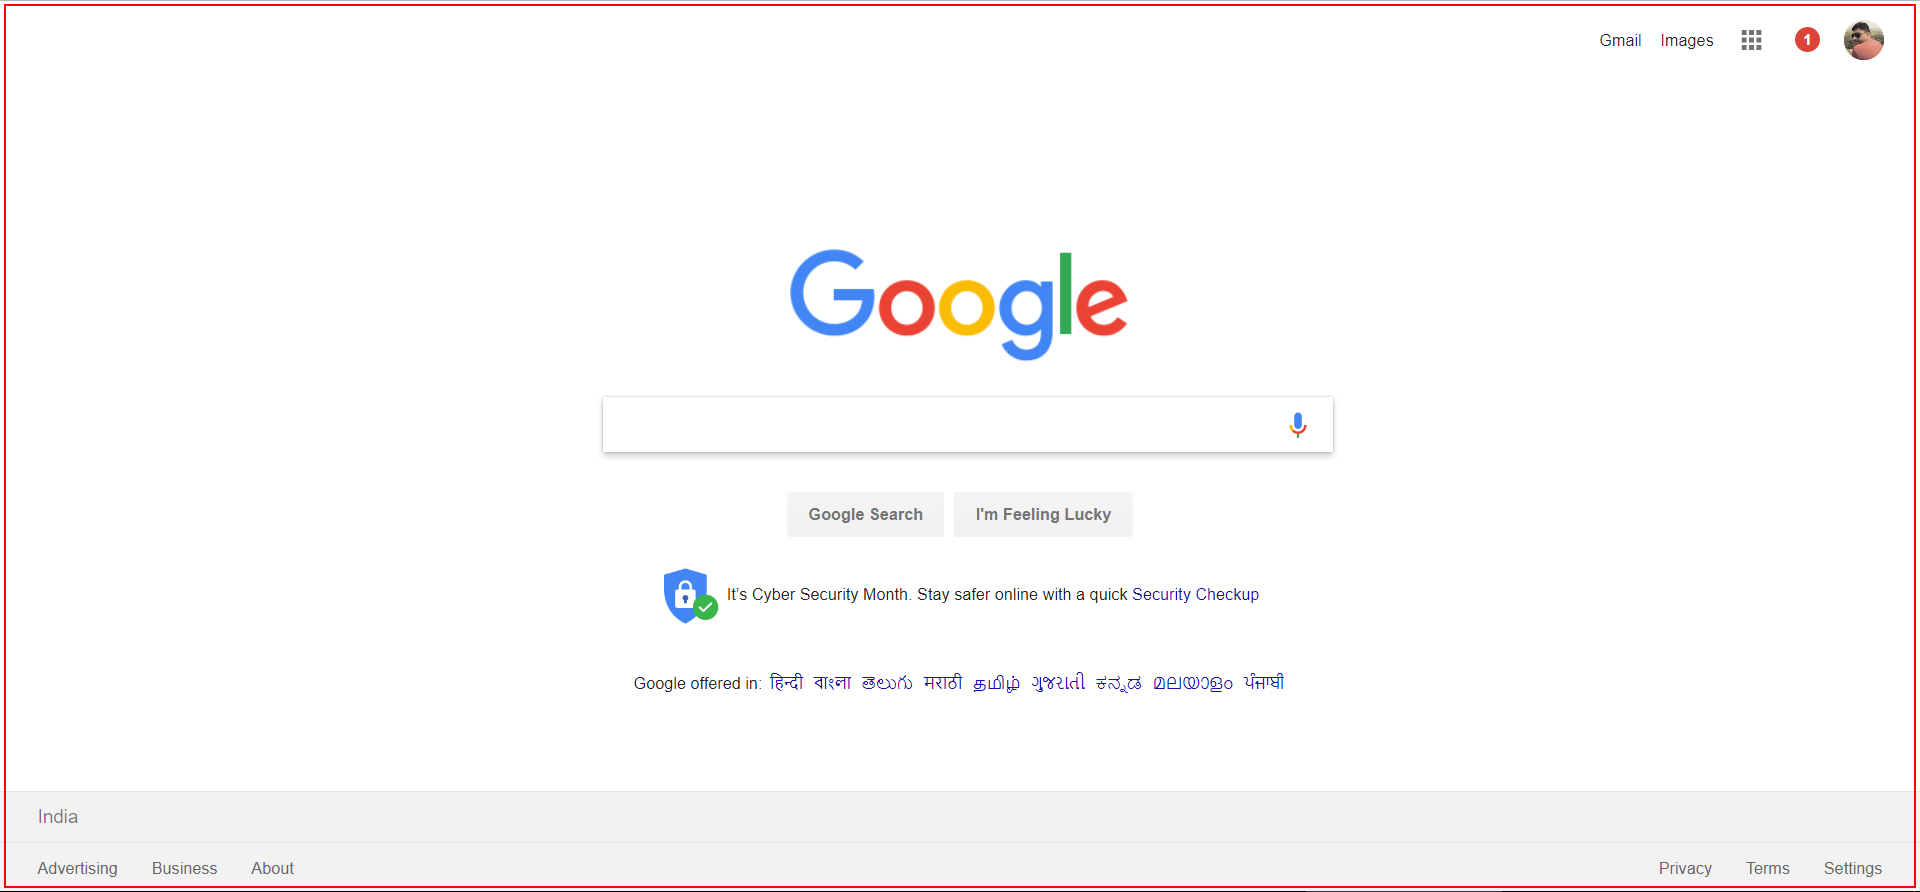 Gmail Images 1
Google
Google Search I'm Feeling Lucky
It's Cyber Security Month. Stay safer online with a quick Security Checkup
Google offered in: हिन्दी বাংলা తెలుగు मराठी தமிழ் ગુજરાતી ಕನ್ನಡ മലയാളം ਪੰਜਾਬੀ
India
Advertising Business About Privacy Terms Settings